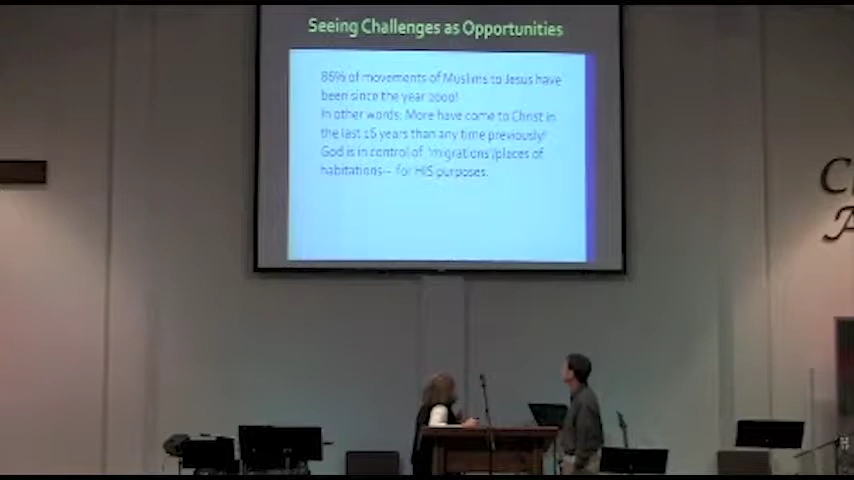 Seeing Challenges as Opportunities
86% of movements of Muslims to Jesus have
been since the year 2000!
In other words: More have come to Christ in
the last 16 years than any time previously!
God is in control of 'migrations'/places of
habitations-- for HIS purposes.